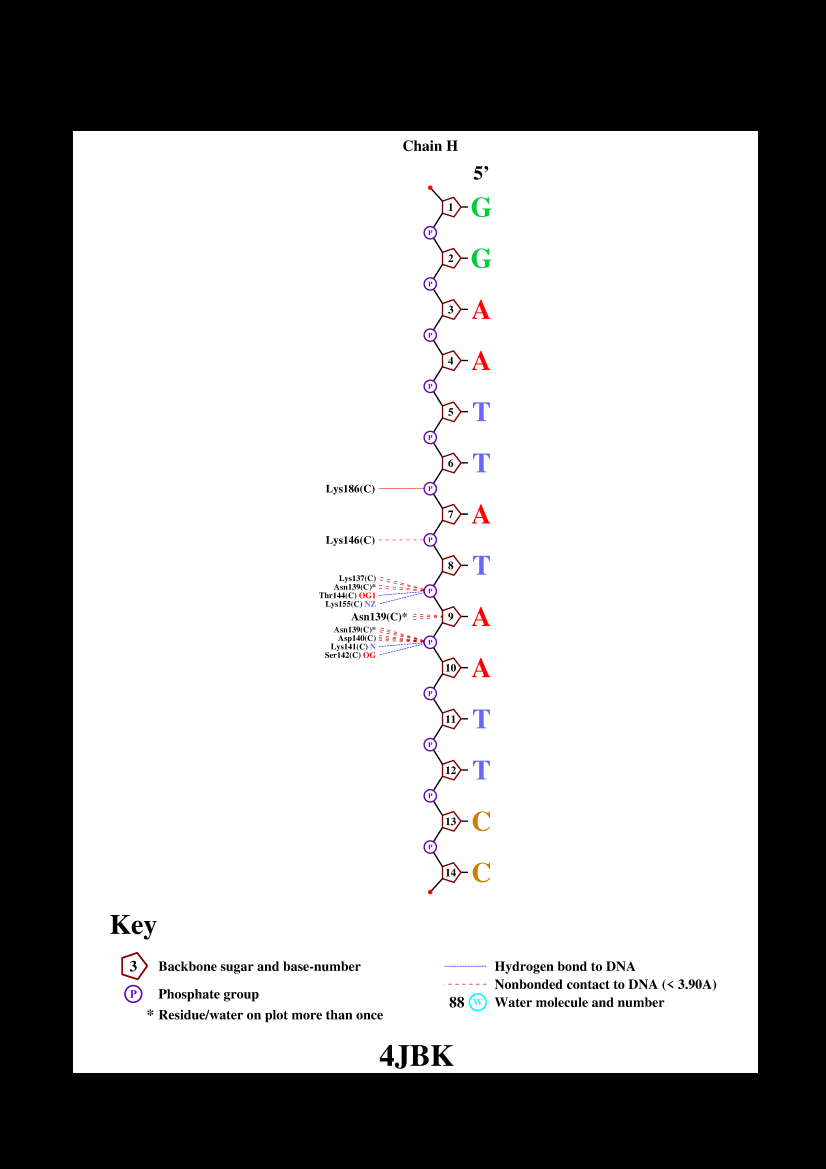 Chain H
5’
1 G
P
2 G
P
3 A
P
4 A
P
5 T
P
6 T
Lys186(C) P
7 A
Lys146(C) P
8 T
Lys137(C)
Asn139(C)*
P
Thr144(C) OG1
Lys155(C) NZ
Asn139(C)* 9 A
Asn139(C)*
Asp140(C)
P
Lys141(C) N
Ser142(C) OG
10 A
P
11 T
P
12 T
P
13 C
P
14 C
Key
3 Backbone sugar and base-number
P Phosphate group
* Residue/water on plot more than once
Hydrogen bond to DNA
Nonbonded contact to DNA (< 3.90A)
88 W Water molecule and number
4JBK